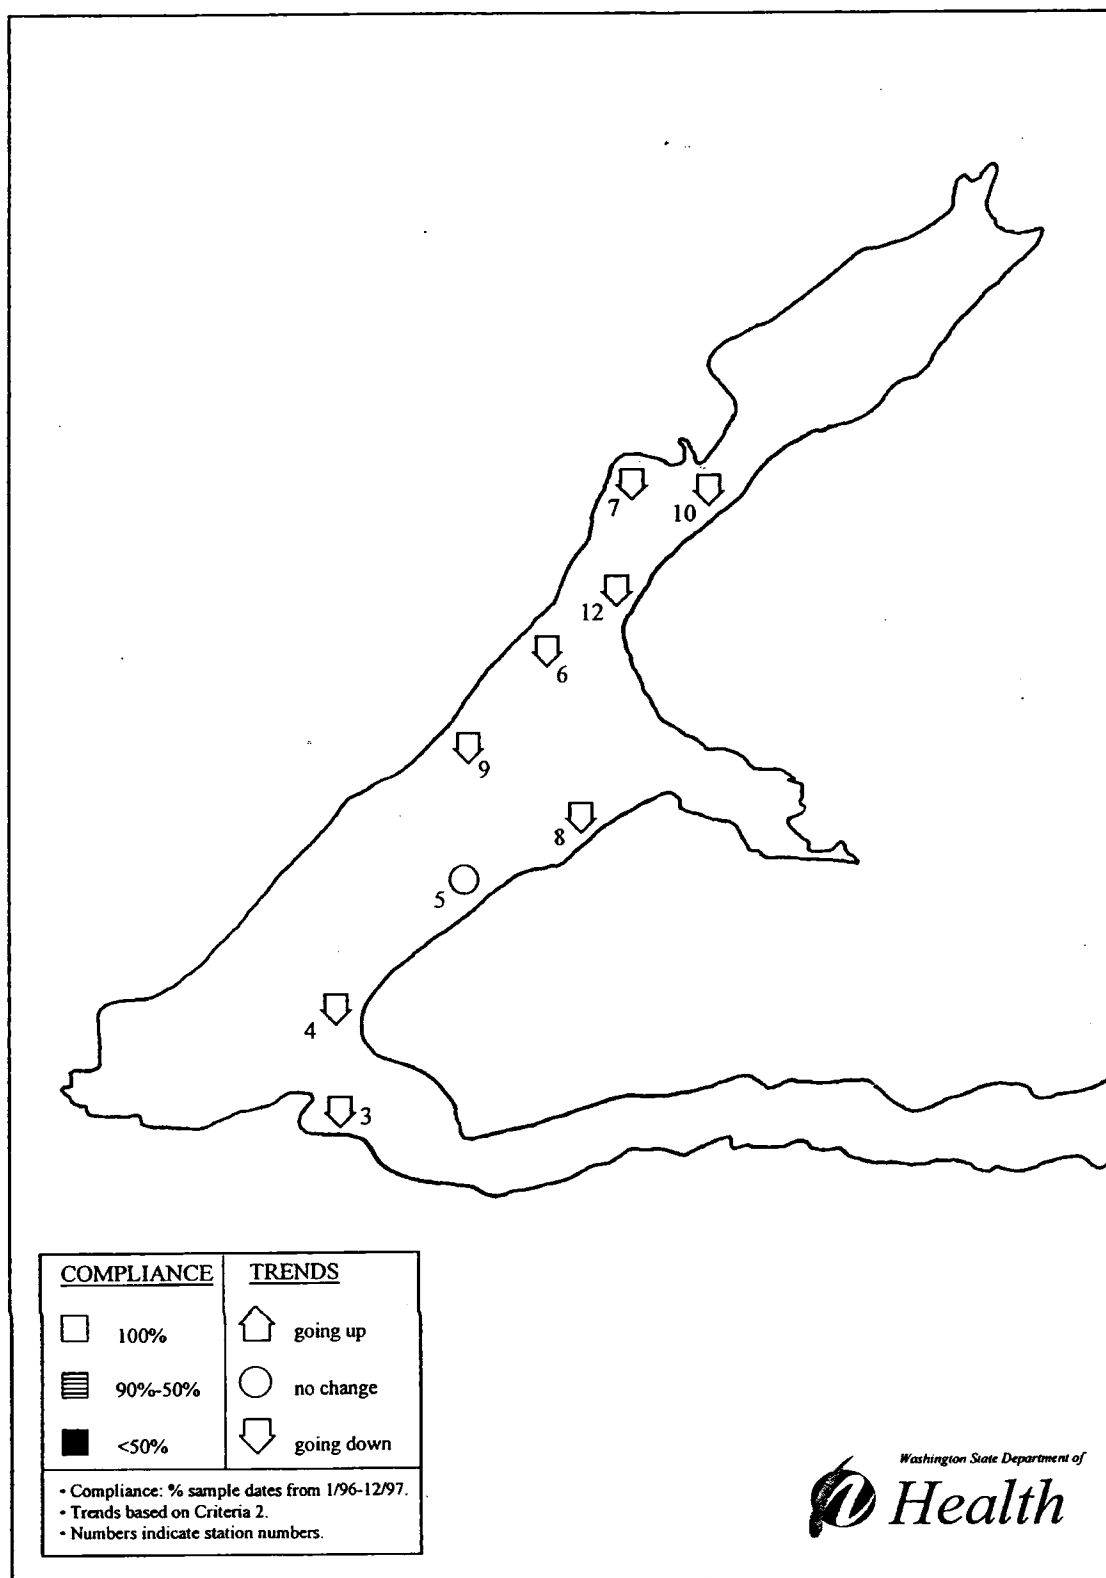 7
10
12
6
9
8
5
4
3
COMPLIANCE TRENDS
100% going up
90%-50% no change
<50% going down
• Compliance: % sample dates from 1/96-12/97.
• Trends based on Criteria 2.
• Numbers indicate station numbers.
Washington State Department of
Health